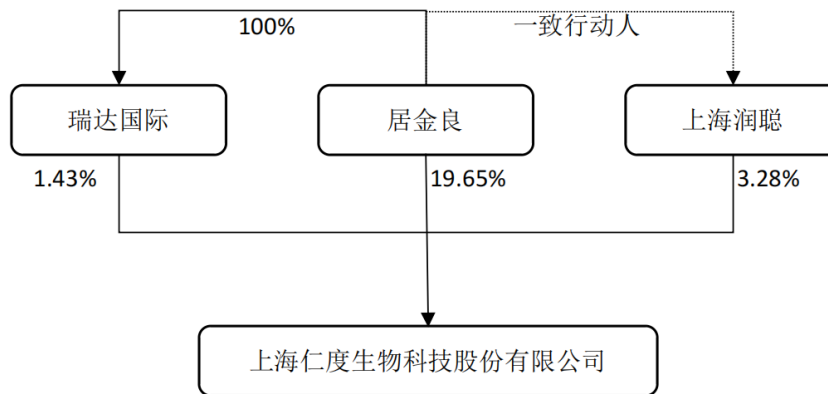 100%
一致行动人
瑞达国际
居金良
上海润聪
1.43%
19.65%
3.28%
上海仁度生物科技股份有限公司